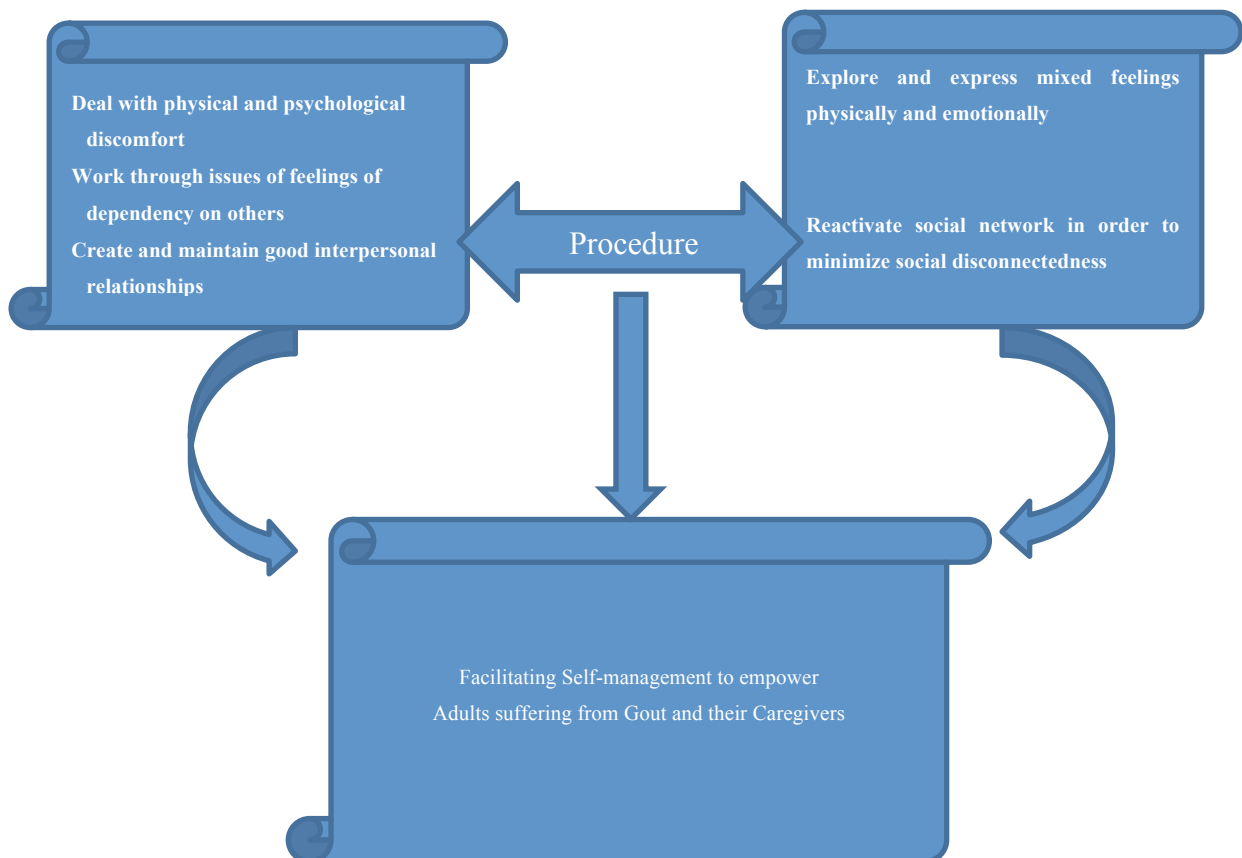 Deal with physical and psychological
discomfort
Work through issues of feelings of
dependency on others
Create and maintain good interpersonal
relationships
Procedure
Explore and express mixed feelings
physically and emotionally
Reactivate social network in order to
minimize social disconnectedness
Facilitating Self-management to empower
Adults suffering from Gout and their Caregivers